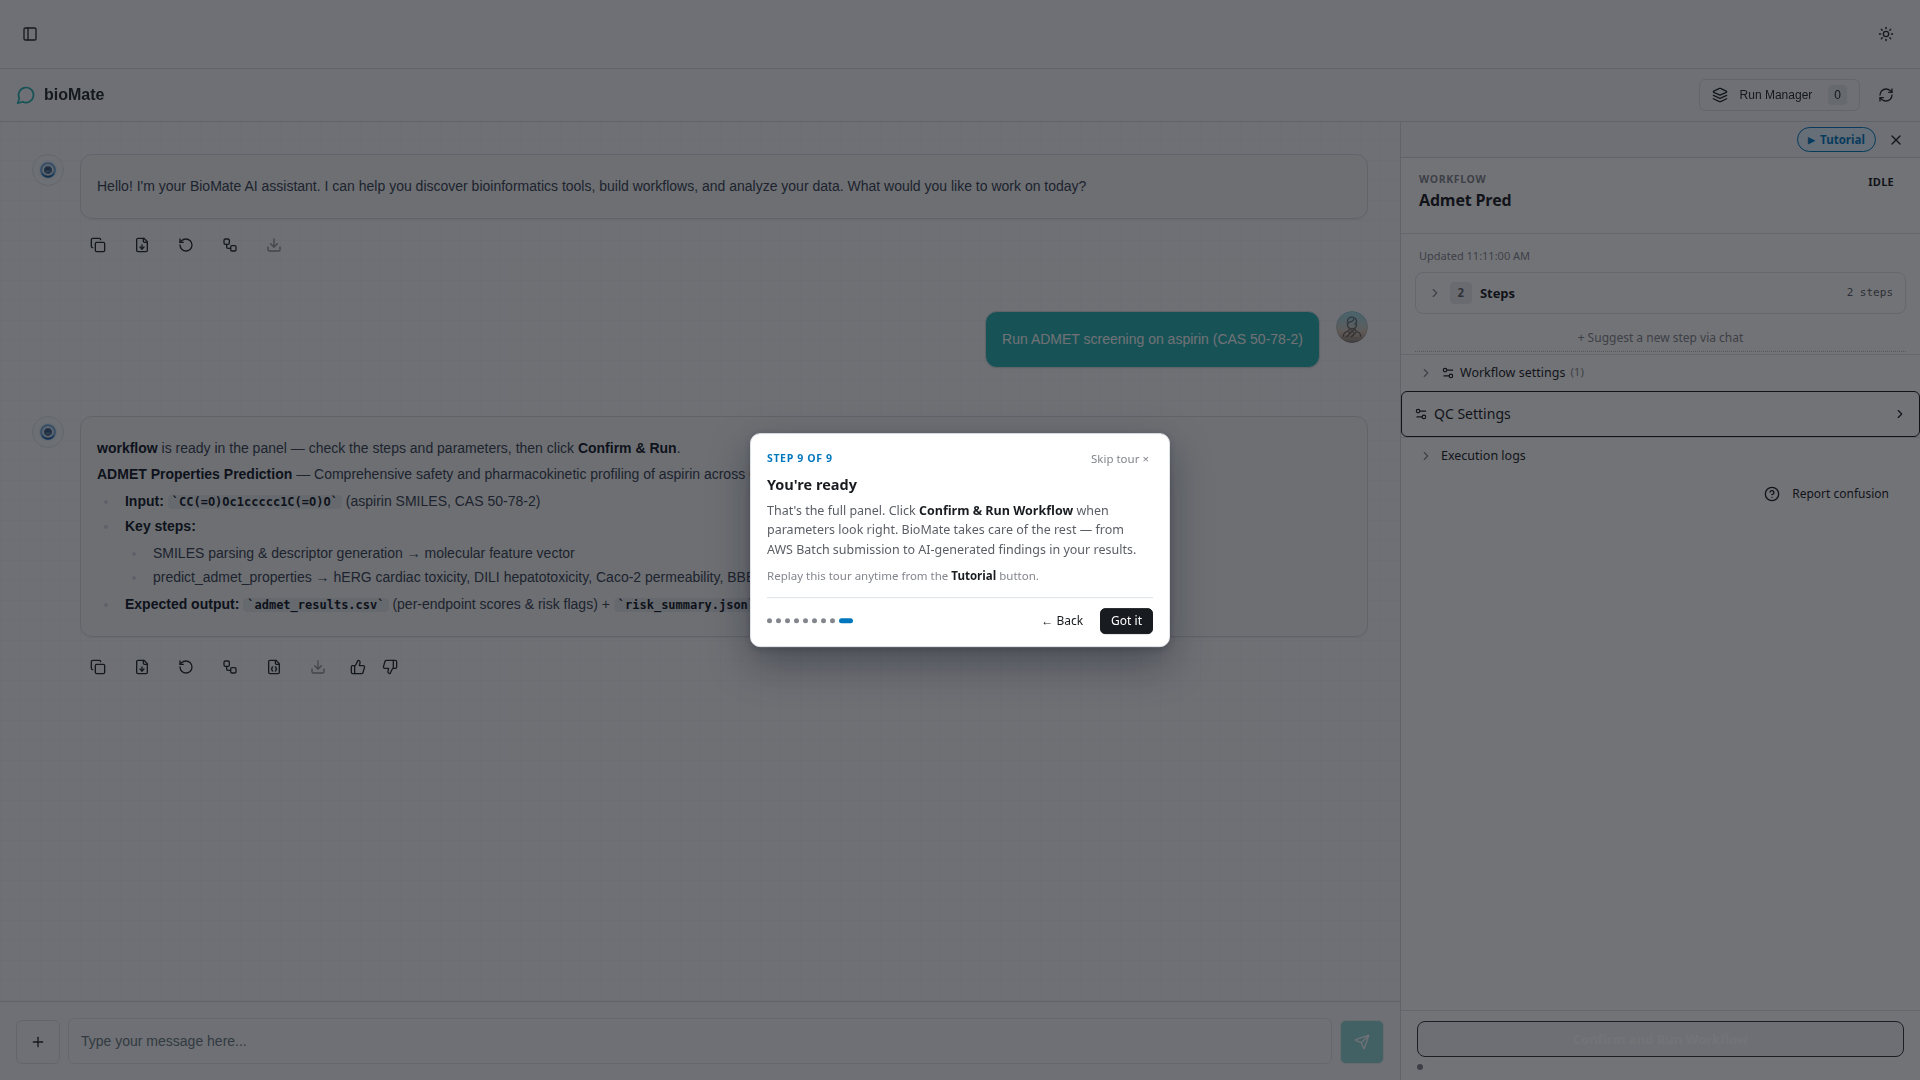 bioMate
Run Manager 0
Tutorial
Hello! I'm your BioMate AI assistant. I can help you discover bioinformatics tools, build workflows, and analyze your data. What would you like to work on today?
WORKFLOW
IDLE
Admet Pred
Updated 11:11:00 AM
2 Steps 2 steps
+ Suggest a new step via chat
Workflow settings (1)
QC Settings
Execution logs
Report confusion
Run ADMET screening on aspirin (CAS 50-78-2)
workflow is ready in the panel — check the steps and parameters, then click Confirm & Run.
ADMET Properties Prediction — Comprehensive safety and pharmacokinetic profiling of aspirin across
Input: `CC(=O)Oc1ccccc1C(=O)O` (aspirin SMILES, CAS 50-78-2)
Key steps:
SMILES parsing & descriptor generation → molecular feature vector
predict_admet_properties → hERG cardiac toxicity, DILI hepatotoxicity, Caco-2 permeability, BBB
Expected output: `admet_results.csv` (per-endpoint scores & risk flags) + `risk_summary.json`
STEP 9 OF 9
Skip tour ×
You're ready
That's the full panel. Click Confirm & Run Workflow when
parameters look right. BioMate takes care of the rest — from
AWS Batch submission to AI-generated findings in your results.
Replay this tour anytime from the Tutorial button.
← Back
Got it
Type your message here...